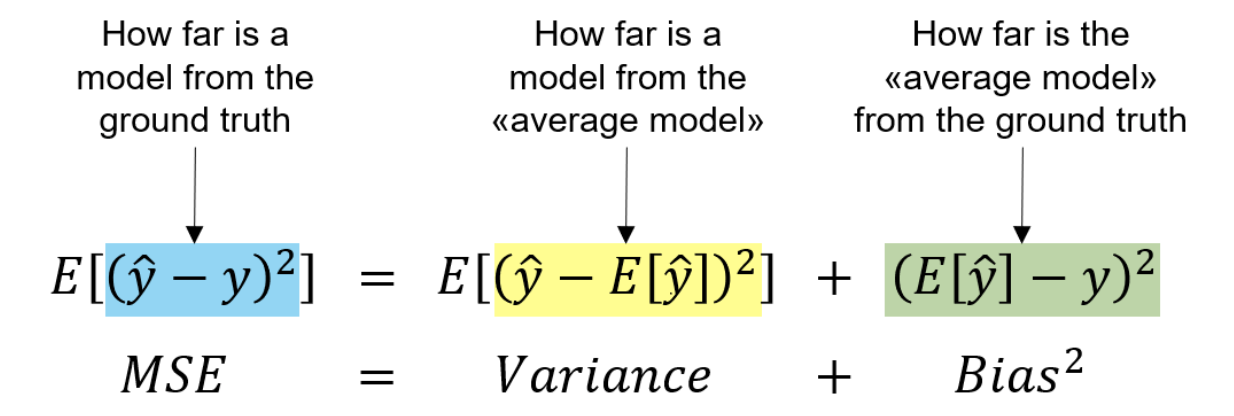 How far is a
model from the
ground truth
How far is a
model from the
«average model»
How far is the
«average model»
from the ground truth
E[(ŷ − y)²] = E[(ŷ − E[ŷ])²] + (E[ŷ] − y)²
MSE = Variance + Bias²